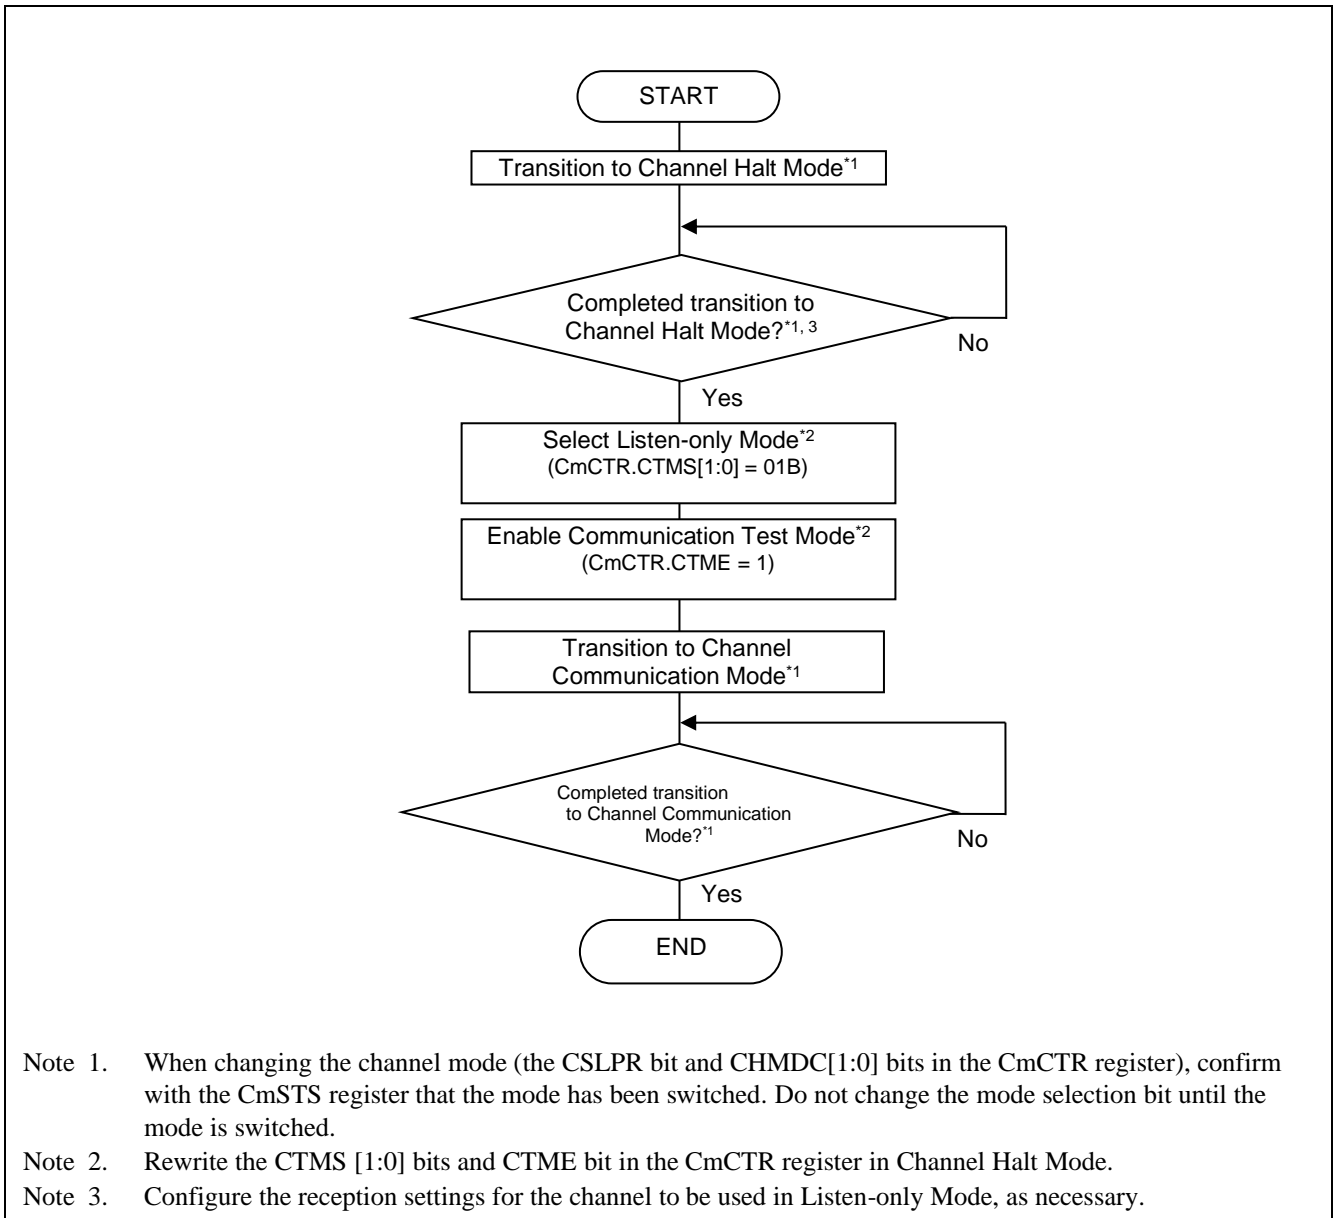 START
Transition to Channel Halt Mode*1
Completed transition to
Channel Halt Mode?*1, 3
No
Yes
Select Listen-only Mode*2
(CmCTR.CTMS[1:0] = 01B)
Enable Communication Test Mode*2
(CmCTR.CTME = 1)
Transition to Channel
Communication Mode*1
Completed transition
to Channel Communication
Mode?*1
No
Yes
END
Note 1. When changing the channel mode (the CSLPR bit and CHMDC[1:0] bits in the CmCTR register), confirm
with the CmSTS register that the mode has been switched. Do not change the mode selection bit until the
mode is switched.
Note 2. Rewrite the CTMS [1:0] bits and CTME bit in the CmCTR register in Channel Halt Mode.
Note 3. Configure the reception settings for the channel to be used in Listen-only Mode, as necessary.